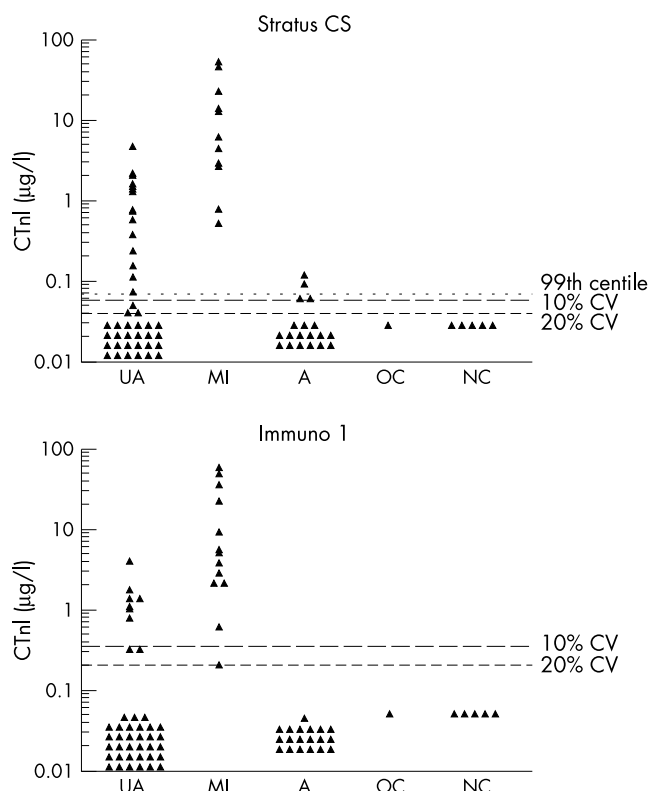 Stratus CS
100
10
1
0.1
0.01
CTnI (µg/l)
99th centile
10% CV
20% CV
UA MI A OC NC
Immuno 1
100
10
1
0.1
0.01
CTnI (µg/l)
10% CV
20% CV
UA MI A OC NC